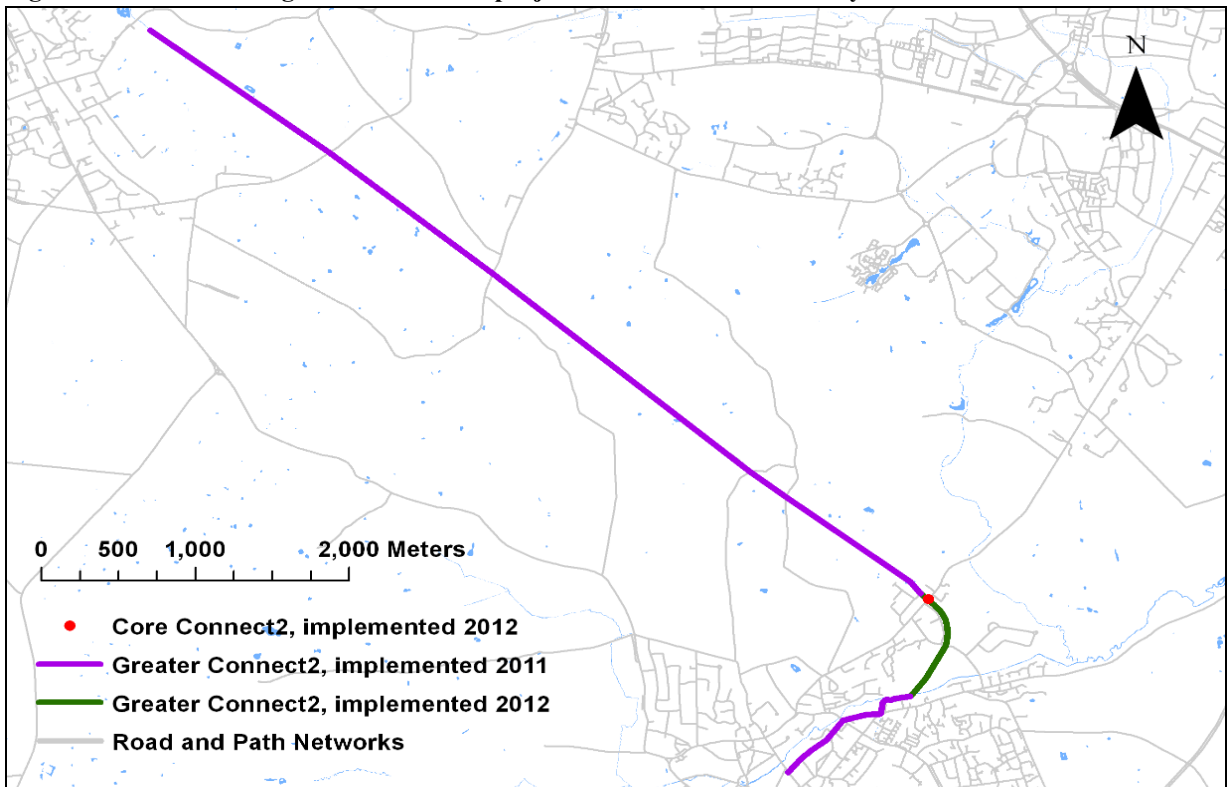 N
0 500 1,000 2,000 Meters
Core Connect2, implemented 2012
Greater Connect2, implemented 2011
Greater Connect2, implemented 2012
Road and Path Networks